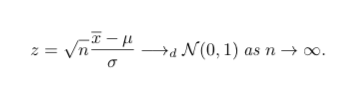 z = √n (x̅ − μ)/σ ⟶d 𝒩(0, 1) as n → ∞.